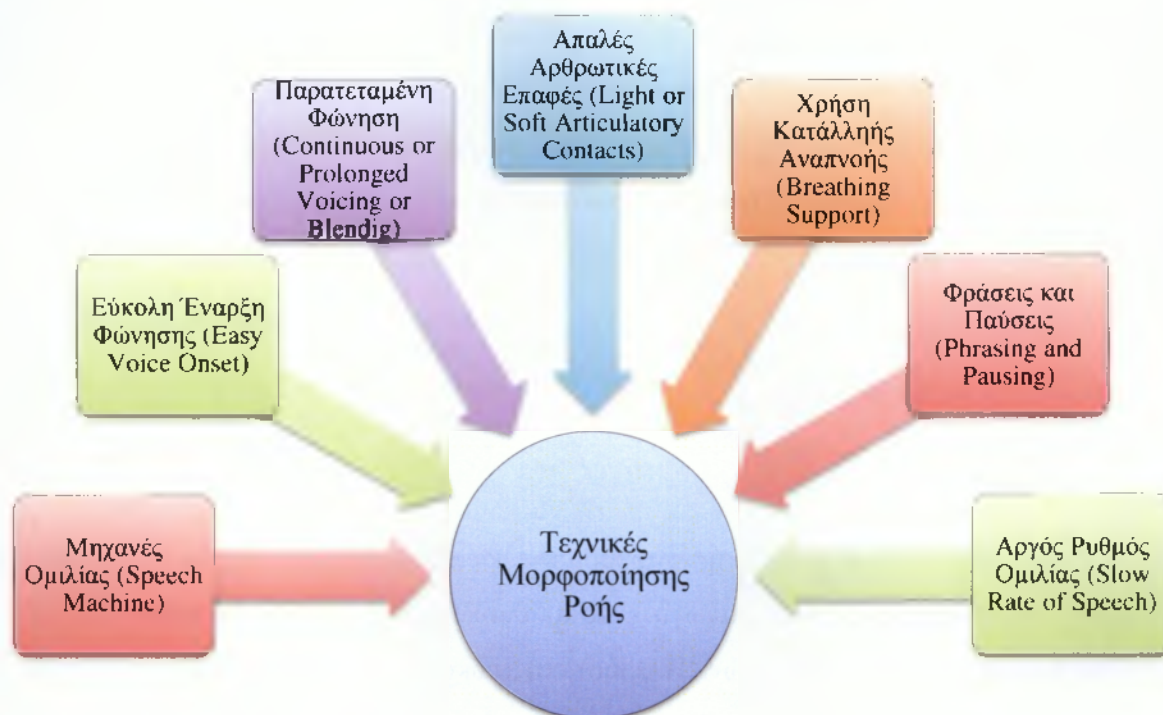 Απαλές
Αρθρωτικές
Επαφές (Light or
Soft Articulatory
Contacts)
Παρατεταμένη
Φώνηση
(Continuous or
Prolonged
Voicing or
Blendig)
Χρήση
Κατάλληής
Αναπνοής
(Breathing
Support)
Εύκολη Έναρξη
Φώνησης (Easy
Voice Onset)
Φράσεις και
Παύσεις
(Phrasing and
Pausing)
Μηχανές
Ομιλίας (Speech
Machine)
Τεχνικές
Μορφοποίησης
Ροής
Αργός Ρυθμός
Ομιλίας (Slow
Rate of Speech)